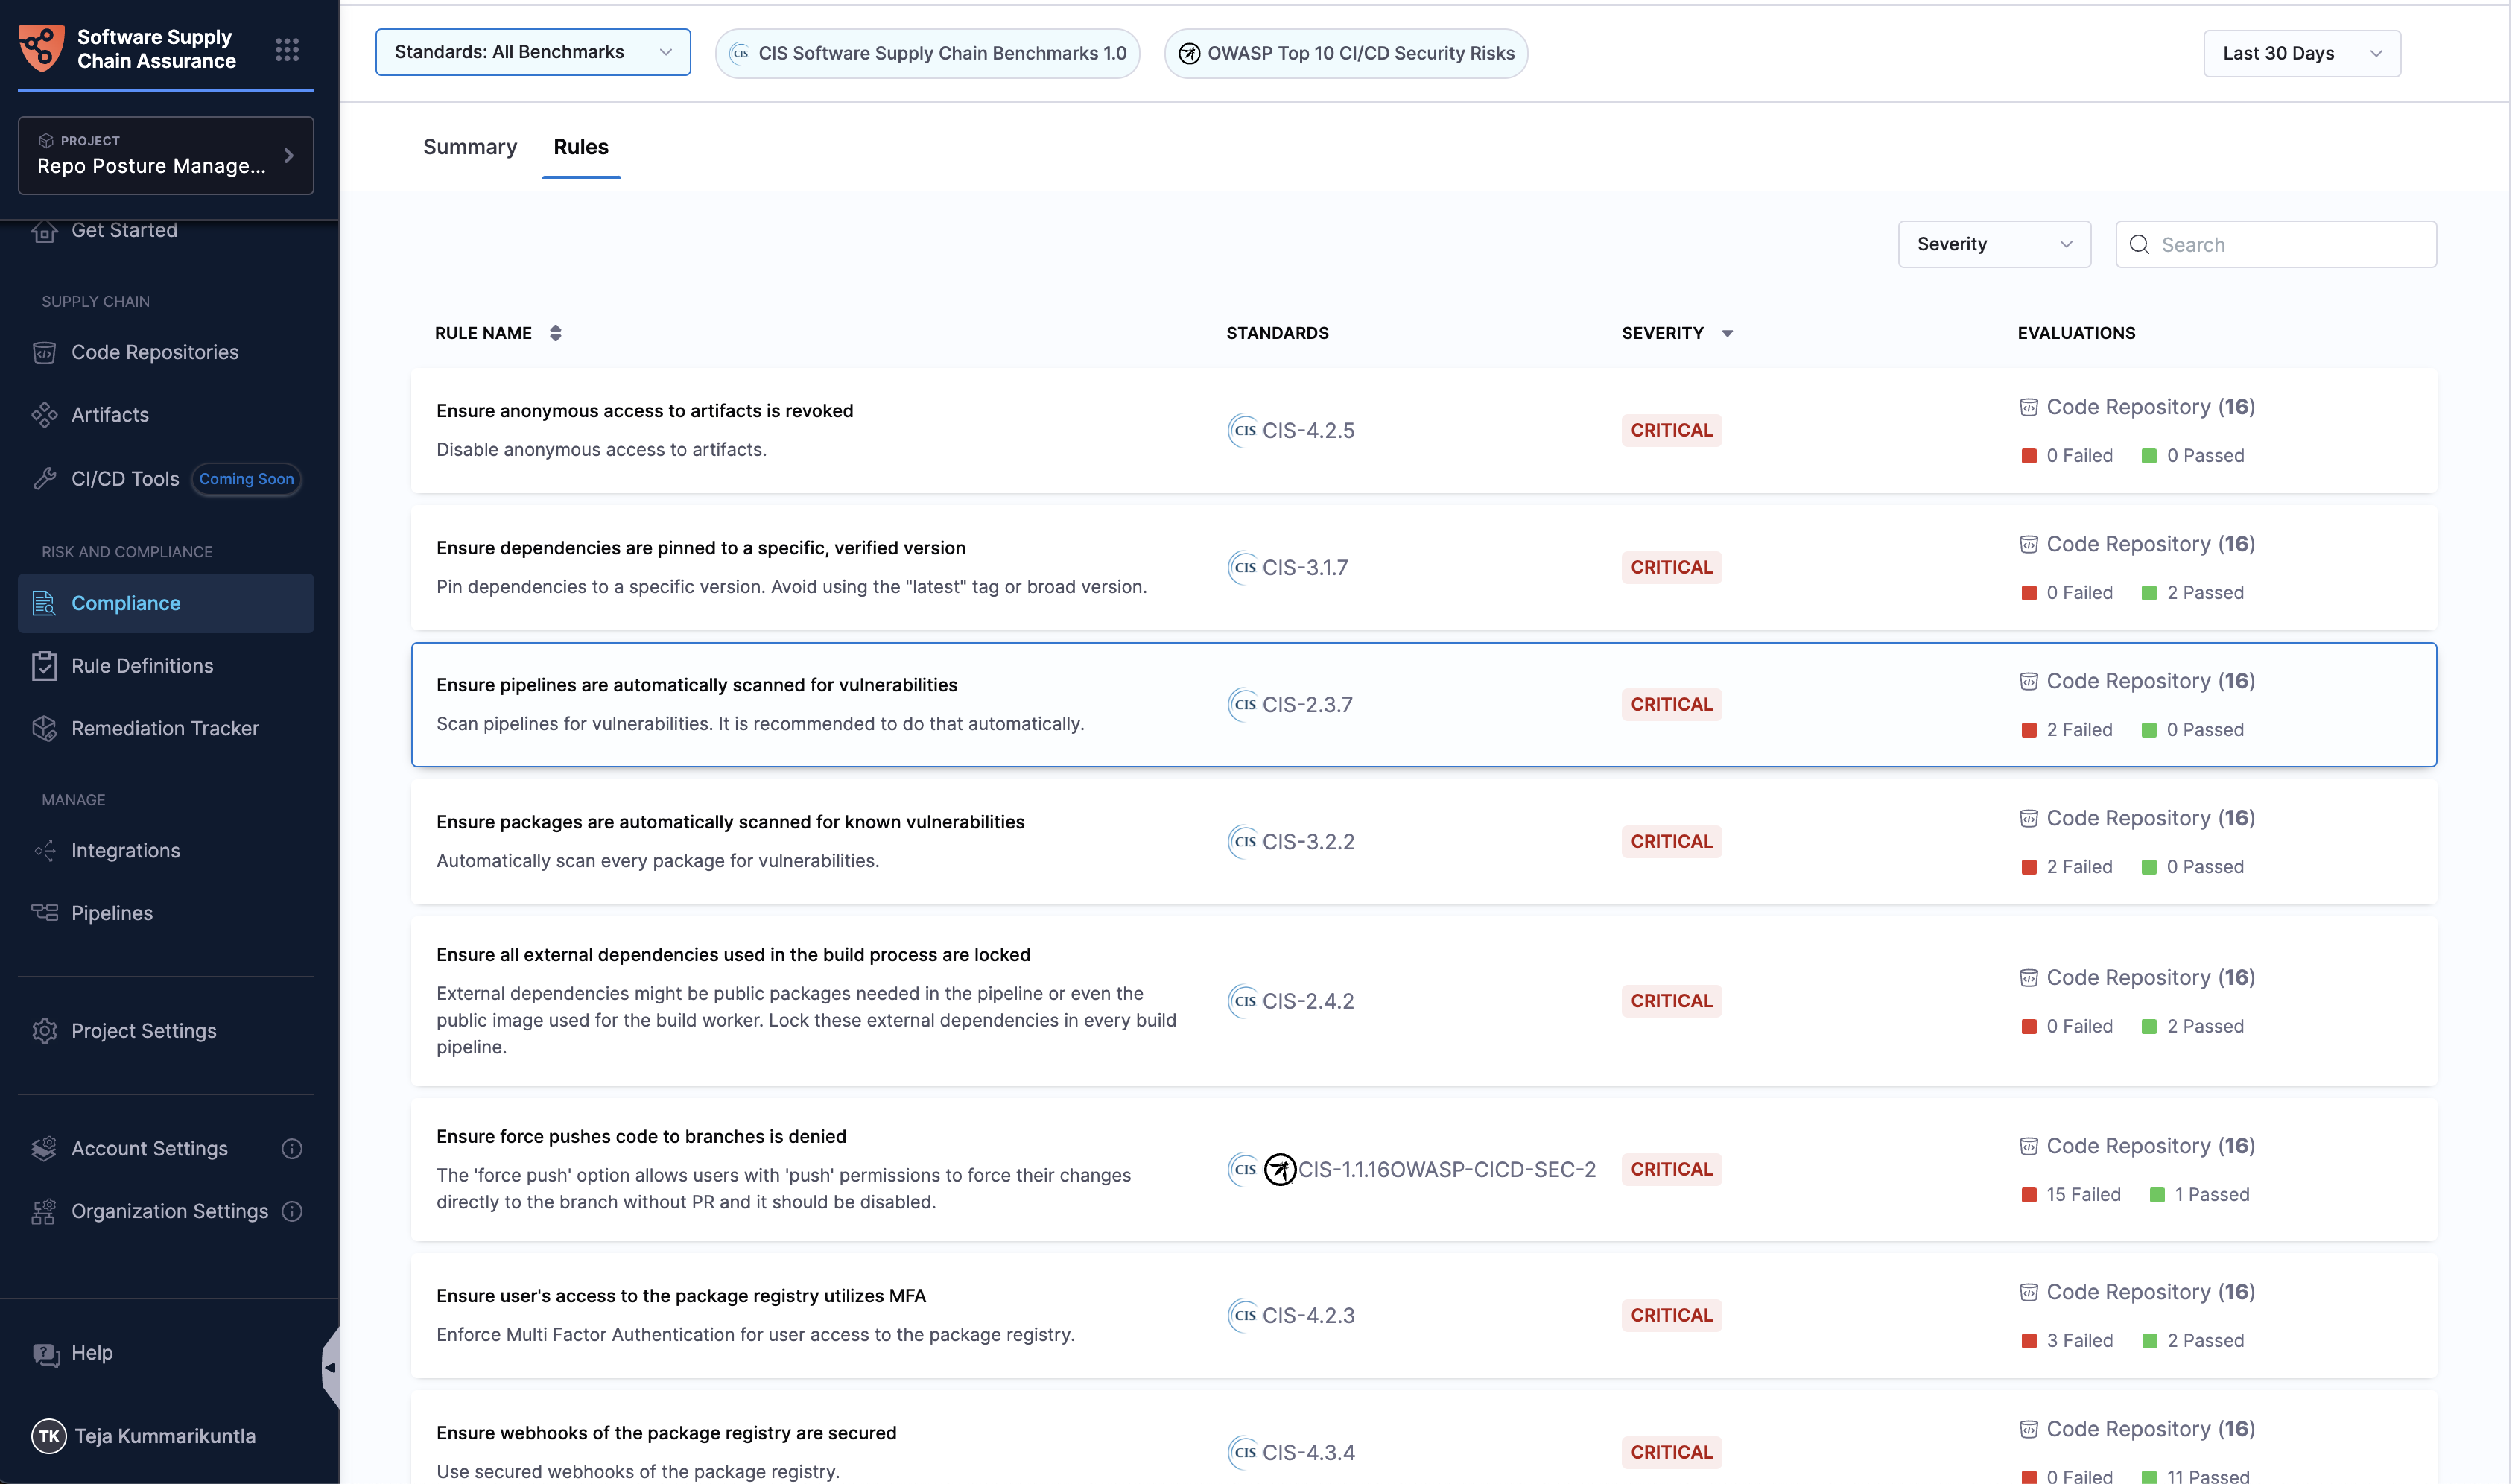 Software Supply
Chain Assurance
PROJECT
Repo Posture Manage...
Get Started
SUPPLY CHAIN
Code Repositories
Artifacts
CI/CD Tools Coming Soon
RISK AND COMPLIANCE
Compliance
Rule Definitions
Remediation Tracker
MANAGE
Integrations
Pipelines
Project Settings
Account Settings
Organization Settings
Help
TK Teja Kummarikuntla
Standards: All Benchmarks
CIS CIS Software Supply Chain Benchmarks 1.0
OWASP Top 10 CI/CD Security Risks
Last 30 Days
Summary Rules
Severity
Search
RULE NAME STANDARDS SEVERITY EVALUATIONS
Ensure anonymous access to artifacts is revoked
Disable anonymous access to artifacts.
CIS CIS-4.2.5
CRITICAL
Code Repository (16)
0 Failed 0 Passed
Ensure dependencies are pinned to a specific, verified version
Pin dependencies to a specific version. Avoid using the "latest" tag or broad version.
CIS CIS-3.1.7
CRITICAL
Code Repository (16)
0 Failed 2 Passed
Ensure pipelines are automatically scanned for vulnerabilities
Scan pipelines for vulnerabilities. It is recommended to do that automatically.
CIS CIS-2.3.7
CRITICAL
Code Repository (16)
2 Failed 0 Passed
Ensure packages are automatically scanned for known vulnerabilities
Automatically scan every package for vulnerabilities.
CIS CIS-3.2.2
CRITICAL
Code Repository (16)
2 Failed 0 Passed
Ensure all external dependencies used in the build process are locked
External dependencies might be public packages needed in the pipeline or even the
public image used for the build worker. Lock these external dependencies in every build
pipeline.
CIS CIS-2.4.2
CRITICAL
Code Repository (16)
0 Failed 2 Passed
Ensure force pushes code to branches is denied
The 'force push' option allows users with 'push' permissions to force their changes
directly to the branch without PR and it should be disabled.
CIS CIS-1.1.16OWASP-CICD-SEC-2
CRITICAL
Code Repository (16)
15 Failed 1 Passed
Ensure user's access to the package registry utilizes MFA
Enforce Multi Factor Authentication for user access to the package registry.
CIS CIS-4.2.3
CRITICAL
Code Repository (16)
3 Failed 2 Passed
Ensure webhooks of the package registry are secured
Use secured webhooks of the package registry.
CIS CIS-4.3.4
CRITICAL
Code Repository (16)
0 Failed 11 Passed